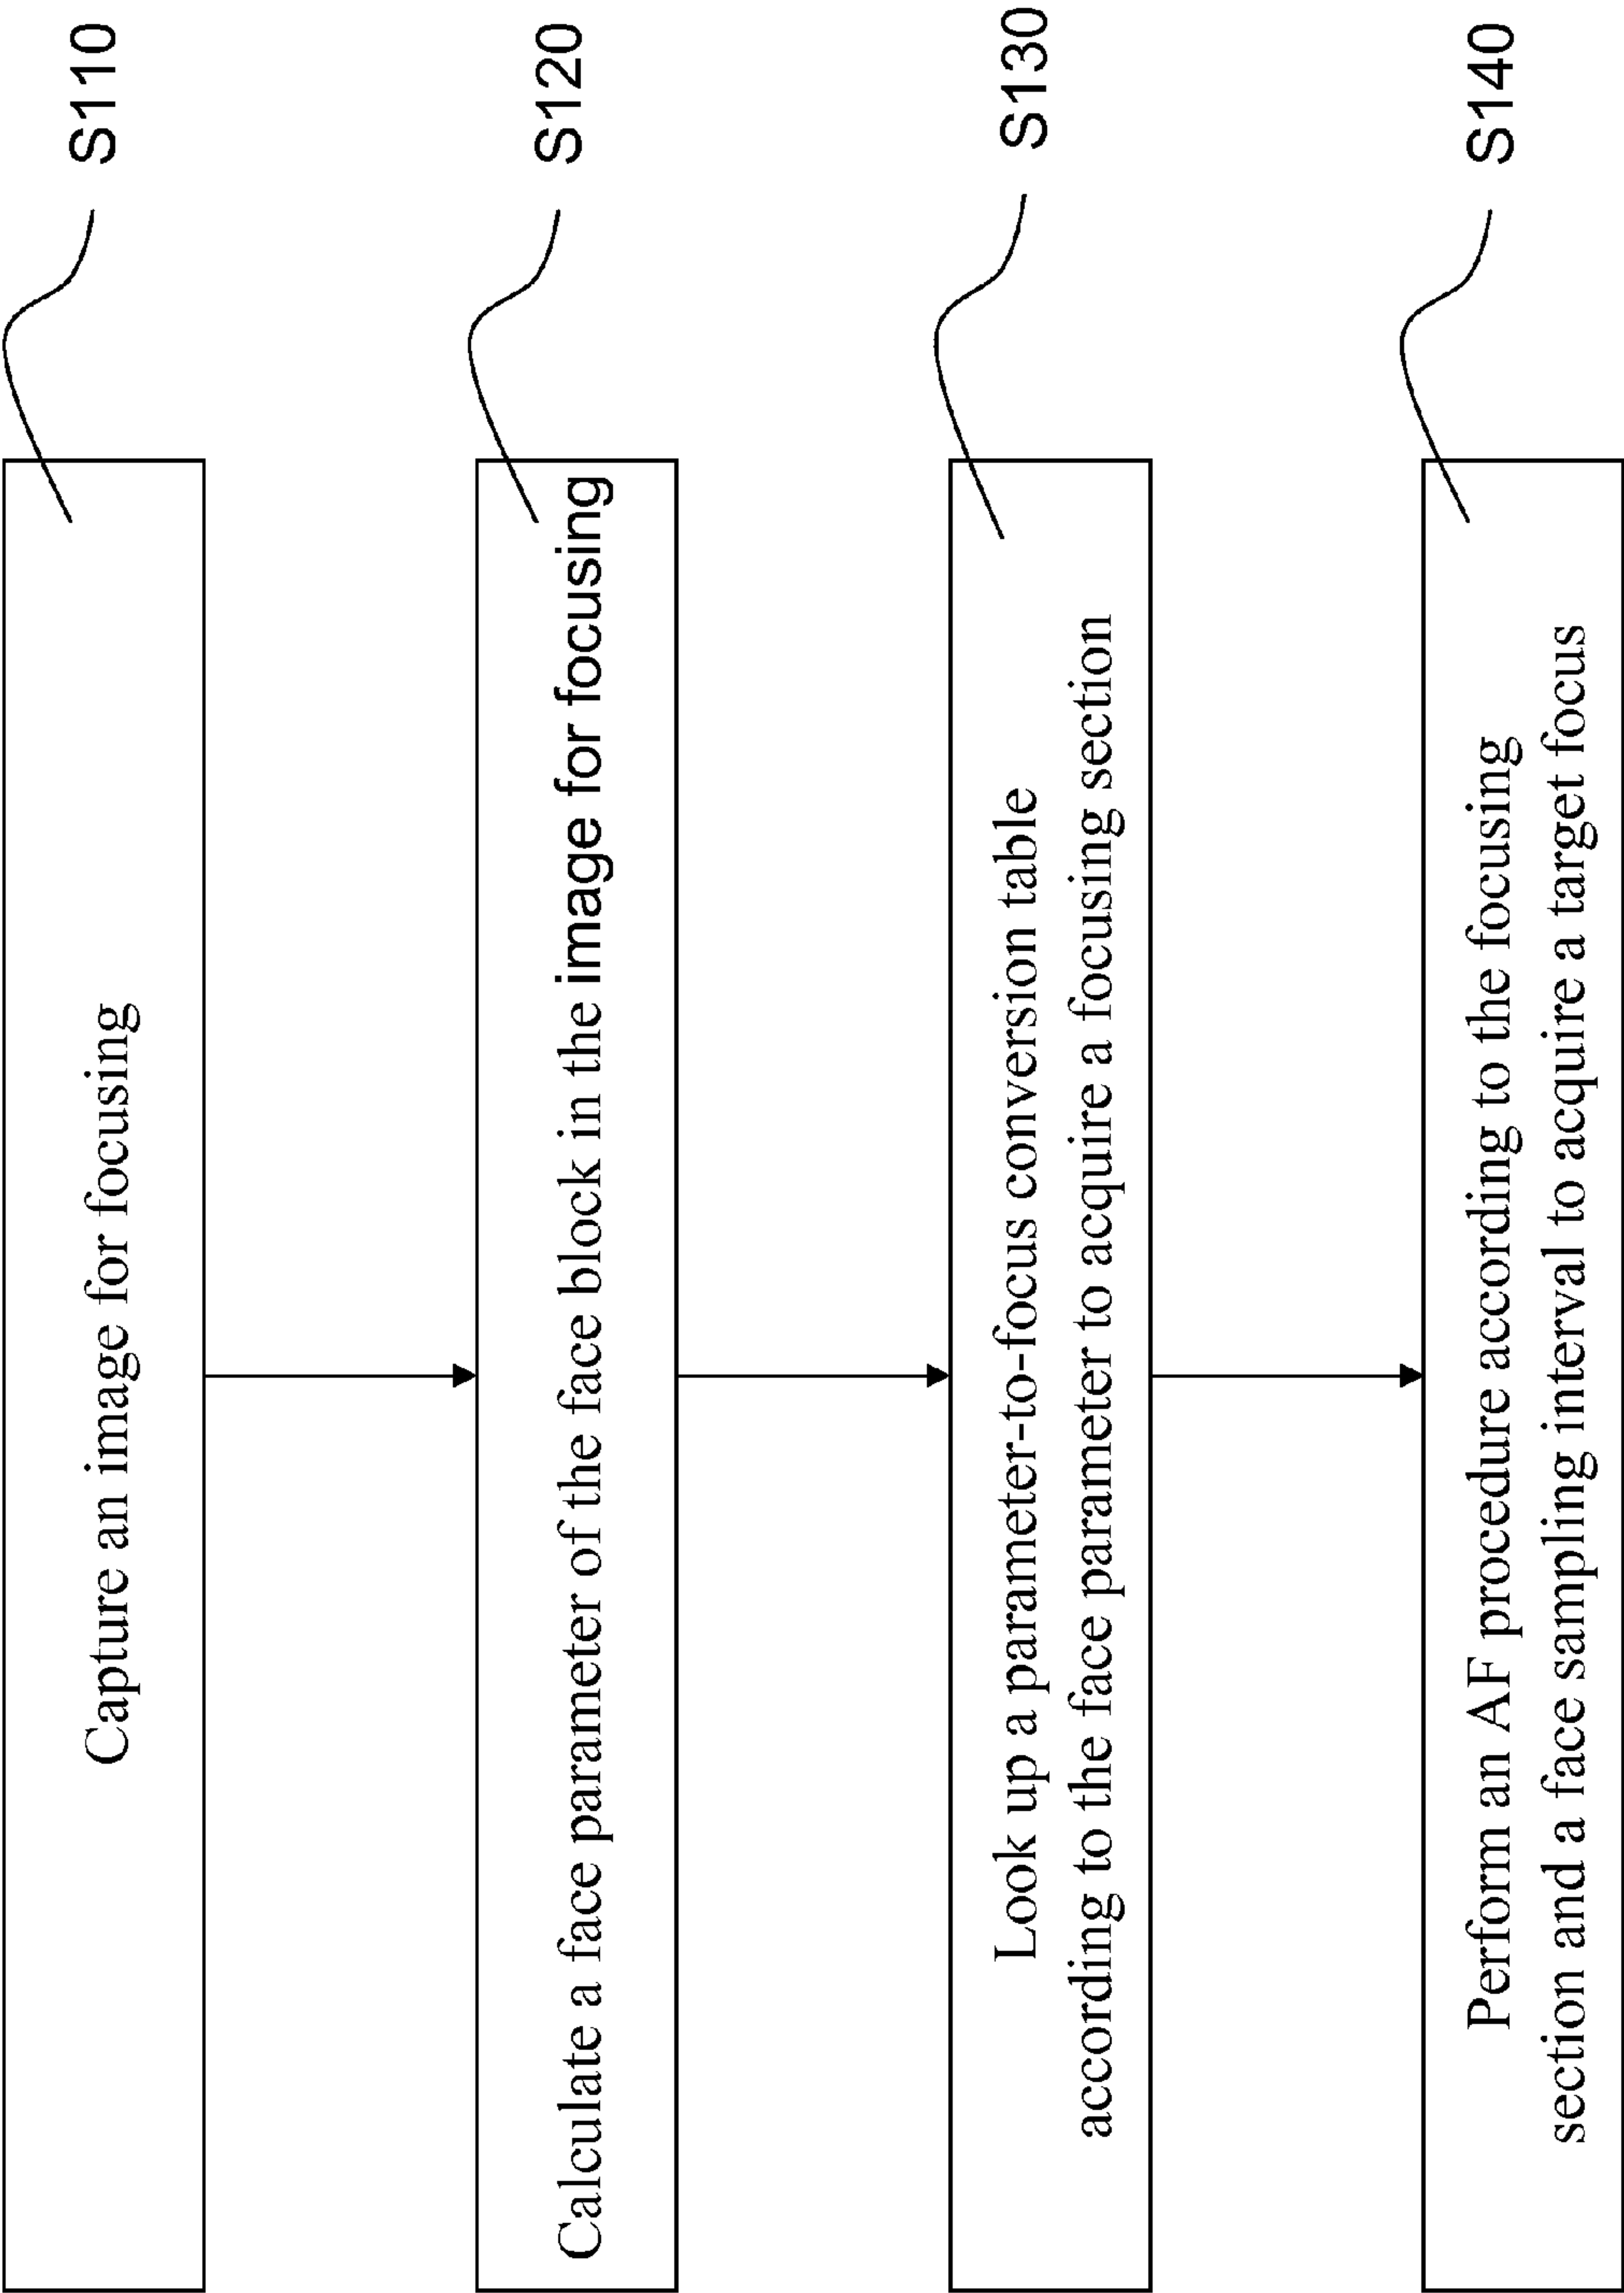 Capture an image for focusing
S110
Calculate a face parameter of the face block in the image for focusing
S120
Look up a parameter-to-focus conversion table
according to the face parameter to acquire a focusing section
S130
Perform an AF procedure according to the focusing
section and a face sampling interval to acquire a target focus
S140